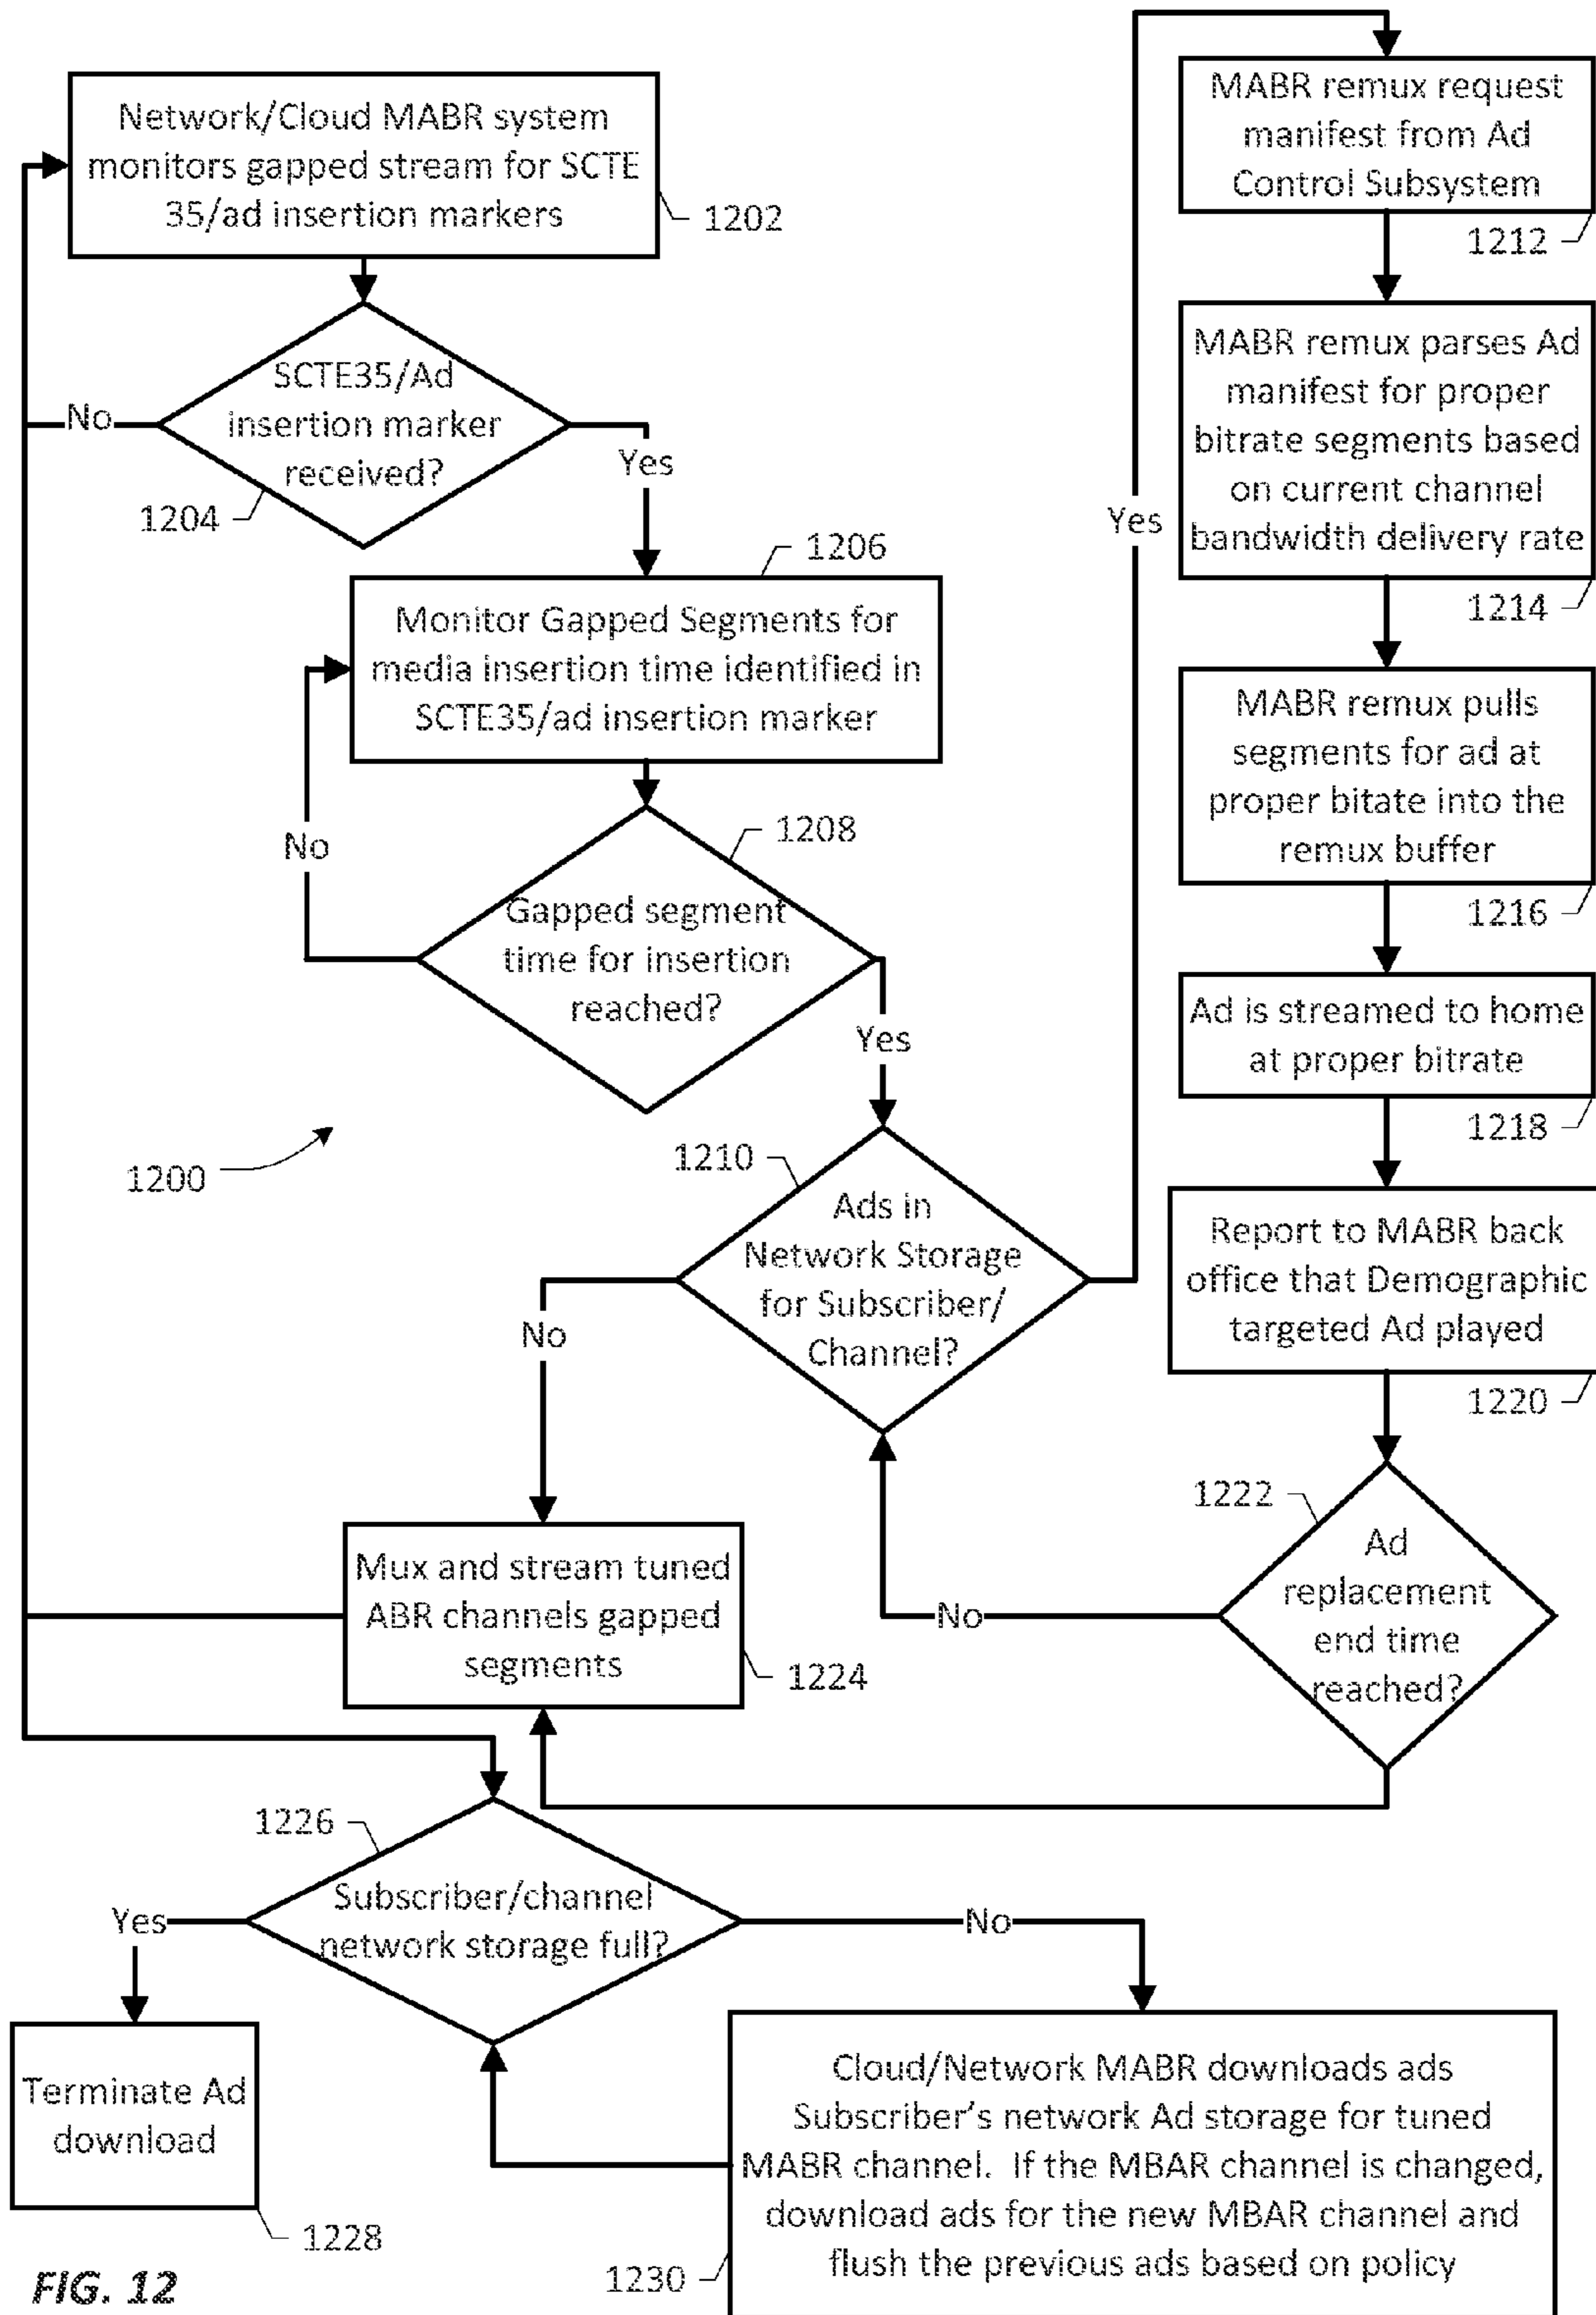 Network/Cloud MABR system
monitors gapped stream for SCTE
35/ad insertion markers
1202
SCTE35/Ad
insertion marker
received?
No
Yes
1204
1206
Monitor Gapped Segments for
media insertion time identified in
SCTE35/ad insertion marker
1208
No
Gapped segment
time for insertion
reached?
Yes
1200
1210
Ads in
Network Storage
for Subscriber/
Channel?
No
Yes
MABR remux request
manifest from Ad
Control Subsystem
1212
MABR remux parses Ad
manifest for proper
bitrate segments based
on current channel
bandwidth delivery rate
1214
MABR remux pulls
segments for ad at
proper bitate into the
remux buffer
1216
Ad is streamed to home
at proper bitrate
1218
Report to MABR back
office that Demographic
targeted Ad played
1220
1222
Ad
replacement
end time
reached?
No
Mux and stream tuned
ABR channels gapped
segments
1224
1226
Subscriber/channel
network storage full?
Yes
No
Terminate Ad
download
1228
Cloud/Network MABR downloads ads
Subscriber's network Ad storage for tuned
MABR channel.  If the MBAR channel is changed,
download ads for the new MBAR channel and
flush the previous ads based on policy
1230
FIG. 12